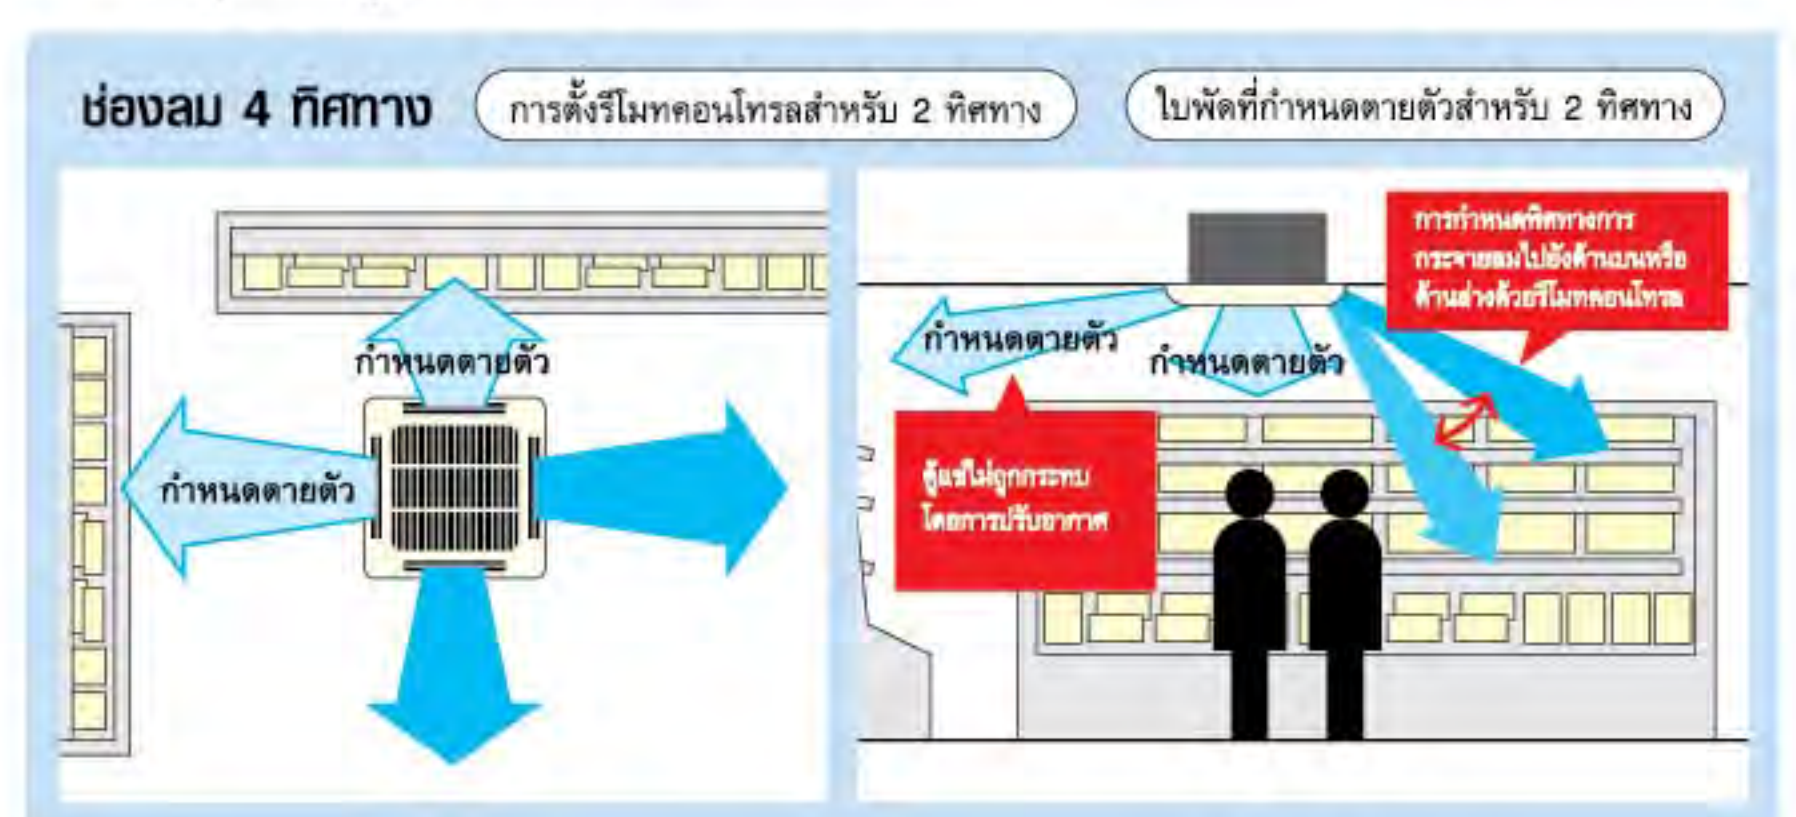 ช่องลม 4 ทิศทาง
การตั้งรีโมทคอนโทรลสำหรับ 2 ทิศทาง
ใบพัดที่กำหนดตายตัวสำหรับ 2 ทิศทาง
กำหนดตายตัว
กำหนดตายตัว
การกำหนดทิศทางการ
กระจายลมไปยังด้านบนหรือ
ด้านล่างด้วยรีโมทคอนโทรล
กำหนดตายตัว
กำหนดตายตัว
ตู้แช่ไม่ถูกกระทบ
โดยการปรับอากาศ